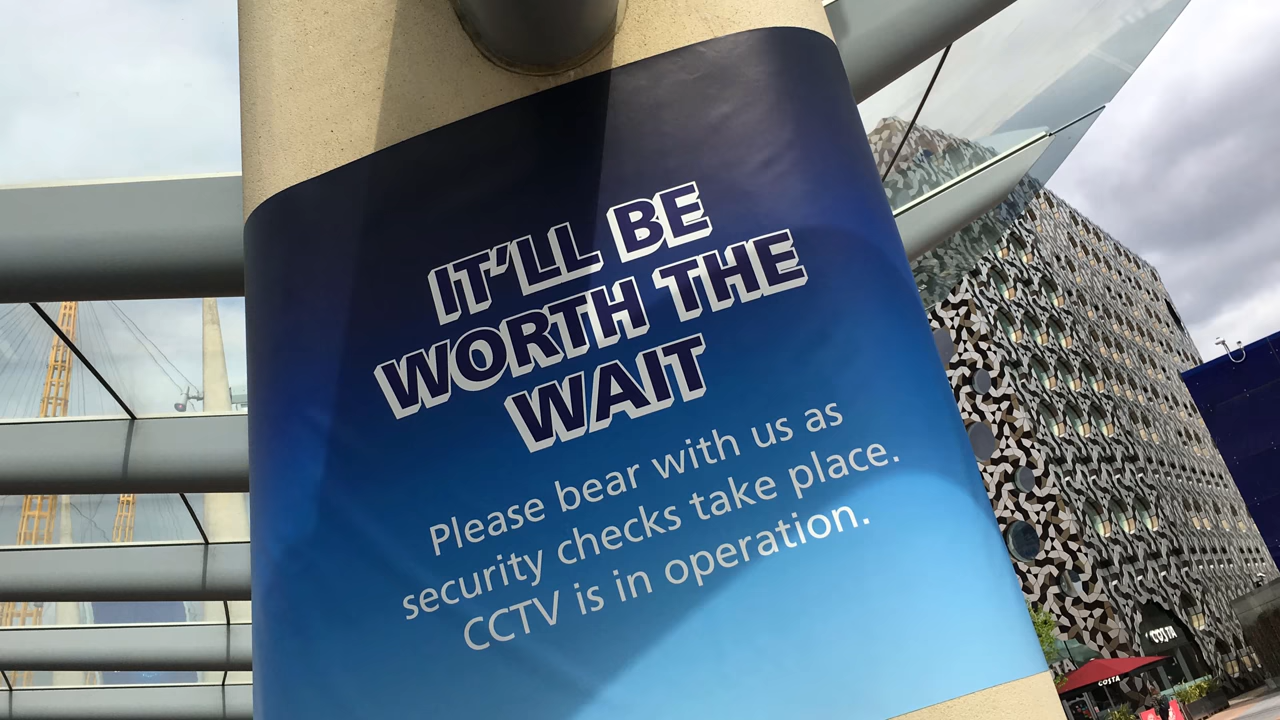 IT'LL BE
WORTH THE
WAIT
Please bear with us as
security checks take place.
CCTV is in operation.
COSTA
COSTA